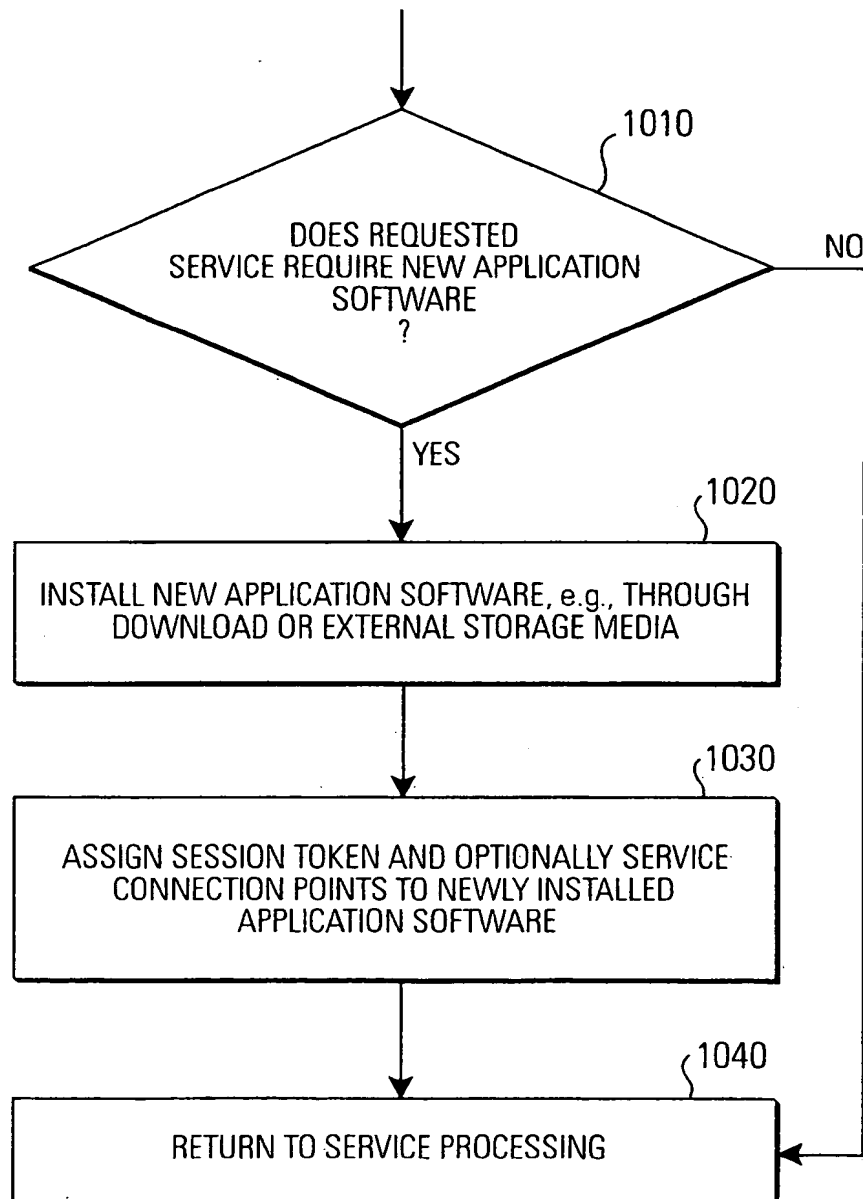 1010
DOES REQUESTED
SERVICE REQUIRE NEW APPLICATION
SOFTWARE
?
NO
YES
1020
INSTALL NEW APPLICATION SOFTWARE, e.g., THROUGH
DOWNLOAD OR EXTERNAL STORAGE MEDIA
1030
ASSIGN SESSION TOKEN AND OPTIONALLY SERVICE
CONNECTION POINTS TO NEWLY INSTALLED
APPLICATION SOFTWARE
1040
RETURN TO SERVICE PROCESSING